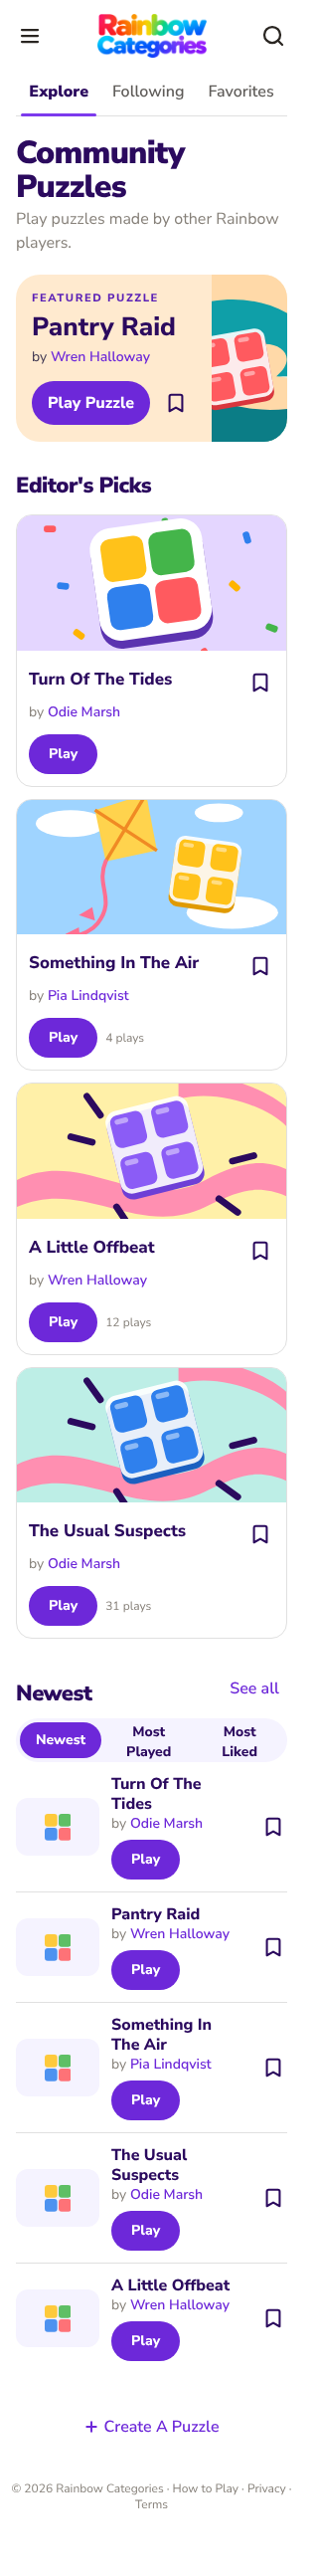 Rainbow
Categories
Explore Following Favorites
Community
Puzzles
Play puzzles made by other Rainbow
players.
FEATURED PUZZLE
Pantry Raid
by Wren Halloway
Play Puzzle
Editor's Picks
Turn Of The Tides
by Odie Marsh
Play
Something In The Air
by Pia Lindqvist
Play 4 plays
A Little Offbeat
by Wren Halloway
Play 12 plays
The Usual Suspects
by Odie Marsh
Play 31 plays
Newest See all
Newest Most Played Most Liked
Turn Of The
Tides
by Odie Marsh
Play
Pantry Raid
by Wren Halloway
Play
Something In
The Air
by Pia Lindqvist
Play
The Usual
Suspects
by Odie Marsh
Play
A Little Offbeat
by Wren Halloway
Play
+ Create A Puzzle
© 2026 Rainbow Categories · How to Play · Privacy ·
Terms